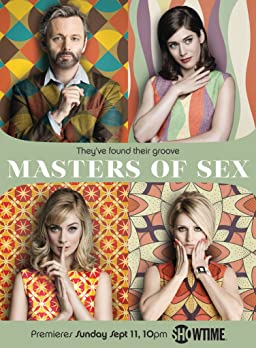 They've found their groove
MASTERS OF SEX
Premieres Sunday Sept 11, 10pm SHOWTIME